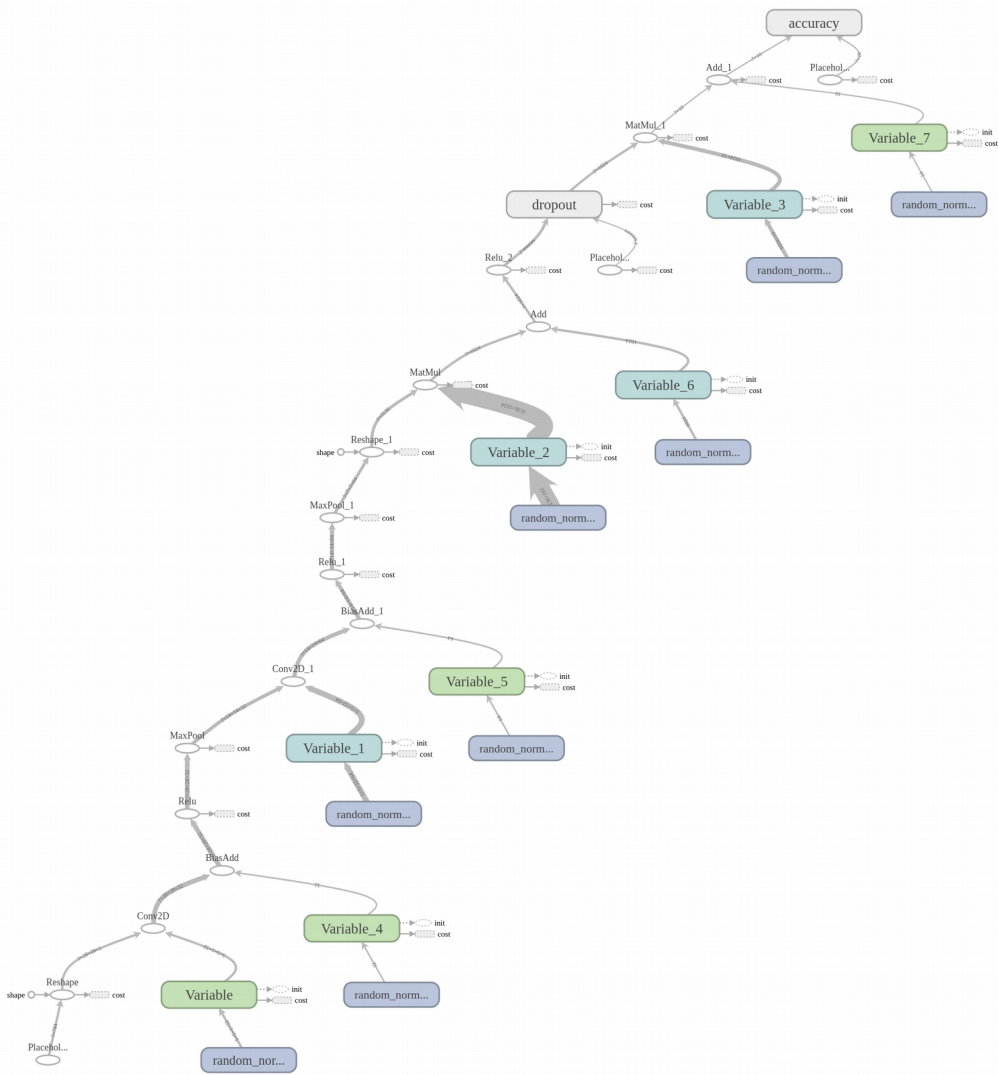 accuracy
Add_1
cost
Placehol...
cost
MatMul_1
cost
Variable_7
init
cost
dropout
cost
Variable_3
init
cost
random_norm...
Relu_2
cost
Placehol...
cost
random_norm...
Add
MatMul
cost
Variable_6
init
cost
Reshape_1
shape
cost
Variable_2
init
cost
random_norm...
MaxPool_1
cost
random_norm...
Relu_1
cost
BiasAdd_1
Conv2D_1
Variable_5
init
cost
MaxPool
cost
Variable_1
init
cost
random_norm...
Relu
cost
random_norm...
BiasAdd
Conv2D
Variable_4
init
cost
Reshape
shape
cost
Variable
init
cost
random_norm...
Placehol...
random_nor...